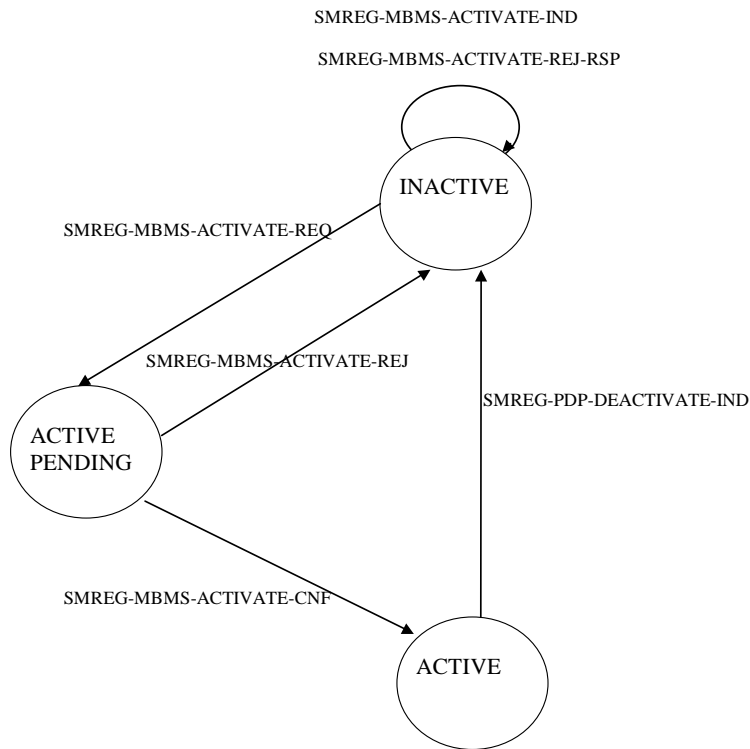 SMREG-MBMS-ACTIVATE-IND
SMREG-MBMS-ACTIVATE-REJ-RSP
INACTIVE
SMREG-MBMS-ACTIVATE-REQ
SMREG-MBMS-ACTIVATE-REJ
SMREG-PDP-DEACTIVATE-IND
ACTIVE
PENDING
SMREG-MBMS-ACTIVATE-CNF
ACTIVE